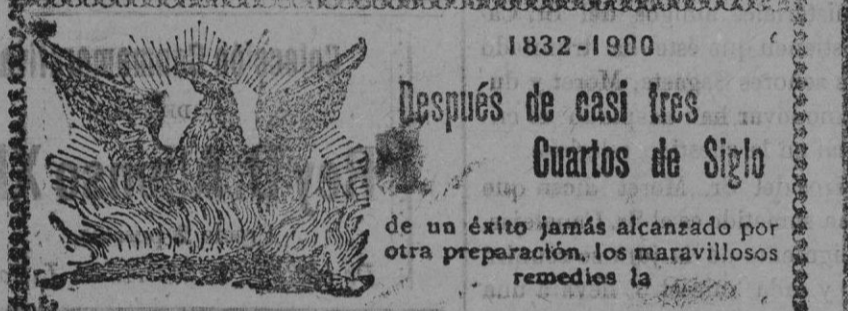 1832-1900
Después de casi tres
Cuartos de Siglo
de un éxito jamás alcanzado por
otra preparación, los maravillosos
remedios la